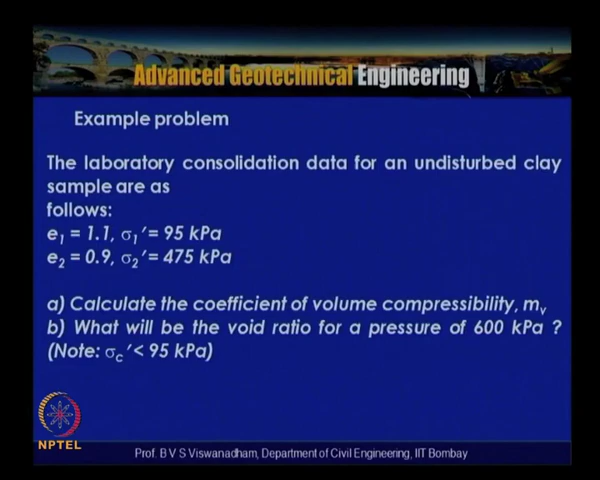 Advanced Geotechnical Engineering
Example problem
The laboratory consolidation data for an undisturbed clay
sample are as
follows:
e₁ = 1.1, σ₁′= 95 kPa
e₂ = 0.9, σ₂′= 475 kPa
a) Calculate the coefficient of volume compressibility, mᵥ
b) What will be the void ratio for a pressure of 600 kPa ?
(Note: σc′< 95 kPa)
NPTEL
Prof. B V S Viswanadham, Department of Civil Engineering, IIT Bombay